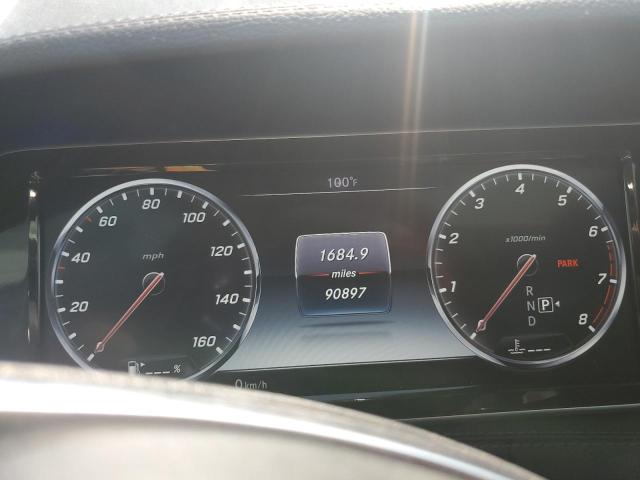 100°F
80
60
100
40
mph
120
20
140
160
_ _ _ %
1684.9
miles
90897
0 km/h
4
3
5
x1000/min
2
6
PARK
1
R
7
N P
D
8
_ _ _